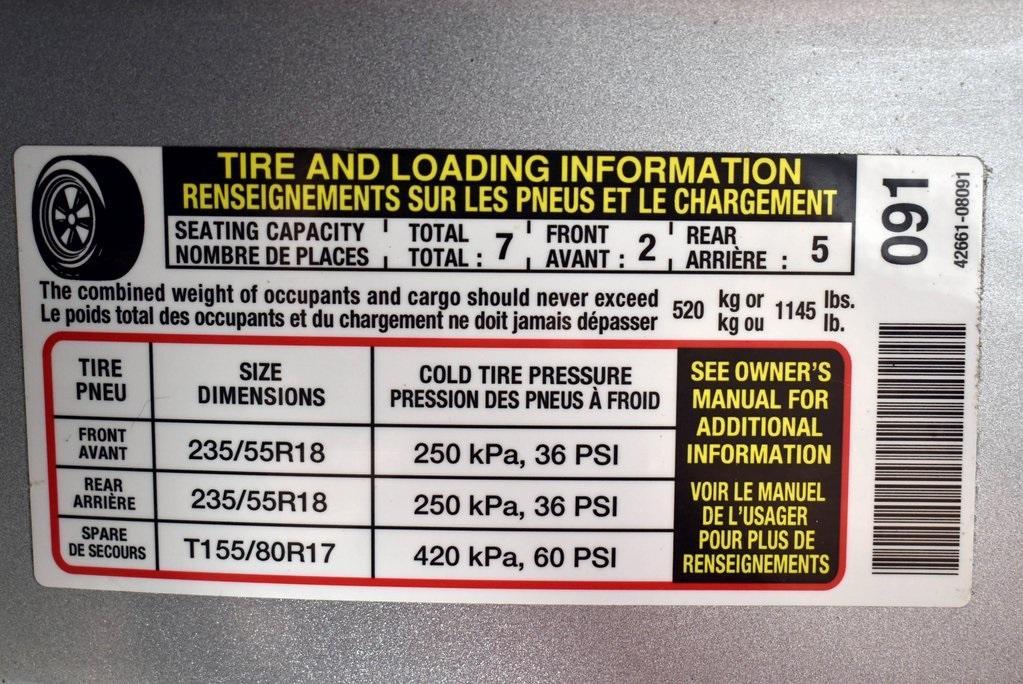 TIRE AND LOADING INFORMATION
RENSEIGNEMENTS SUR LES PNEUS ET LE CHARGEMENT
SEATING CAPACITY TOTAL FRONT REAR
NOMBRE DE PLACES TOTAL : 7 AVANT : 2 ARRIÈRE : 5
The combined weight of occupants and cargo should never exceed 520 kg or 1145 lbs.
Le poids total des occupants et du chargement ne doit jamais dépasser kg ou lb.
TIRE SIZE COLD TIRE PRESSURE
PNEU DIMENSIONS PRESSION DES PNEUS À FROID
FRONT
AVANT 235/55R18 250 kPa, 36 PSI
REAR
ARRIÈRE 235/55R18 250 kPa, 36 PSI
SPARE
DE SECOURS T155/80R17 420 kPa, 60 PSI
SEE OWNER'S
MANUAL FOR
ADDITIONAL
INFORMATION
VOIR LE MANUEL
DE L'USAGER
POUR PLUS DE
RENSEIGNEMENTS
091
42661-08091